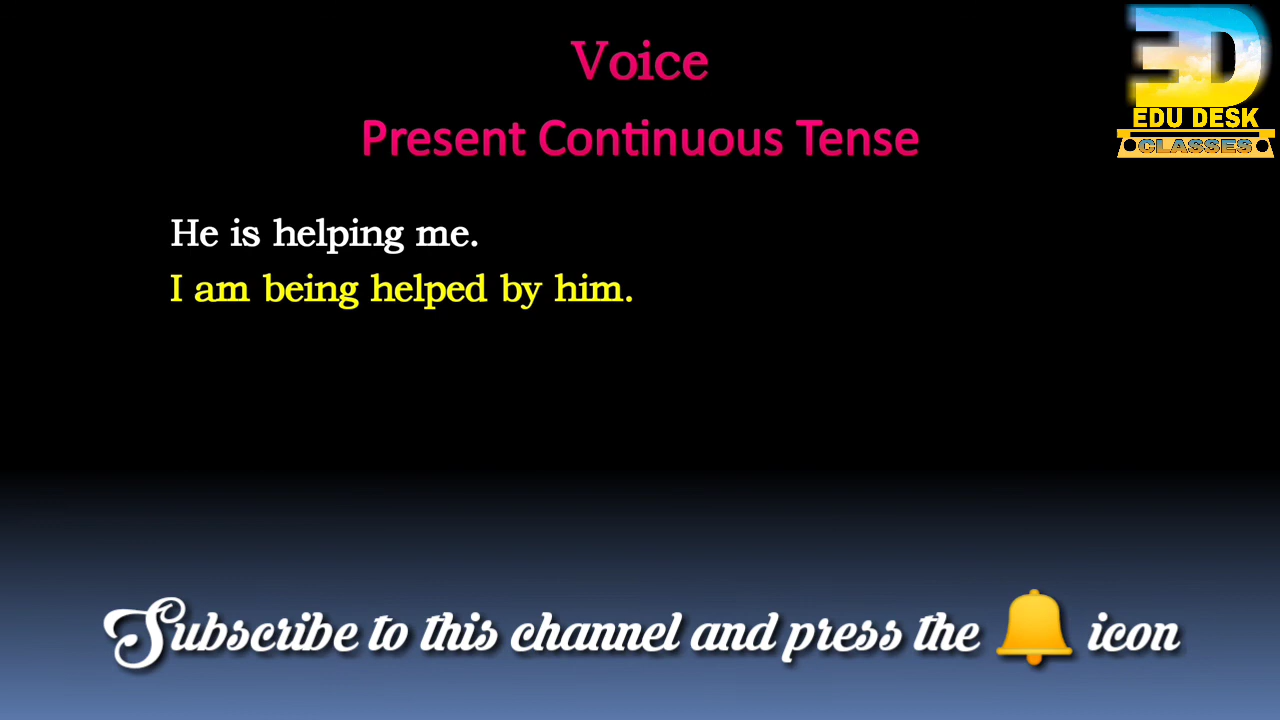 Voice
ED
EDU DESK
CLASSES
Present Continuous Tense
He is helping me.
I am being helped by him.
Subscribe to this channel and press the 🔔 icon